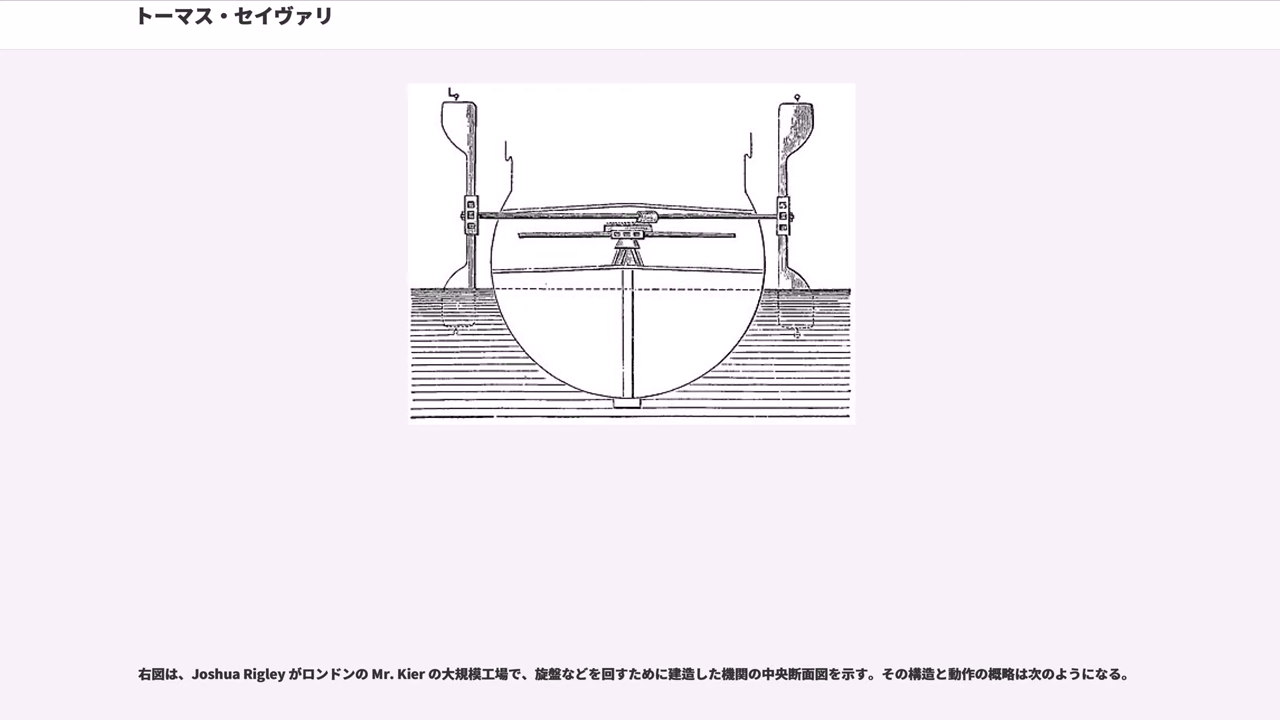 トーマス・セイヴァリ
右図は、Joshua Rigley がロンドンの Mr. Kier の大規模工場で、旋盤などを回すために建造した機関の中央断面図を示す。その構造と動作の概略は次のようになる。